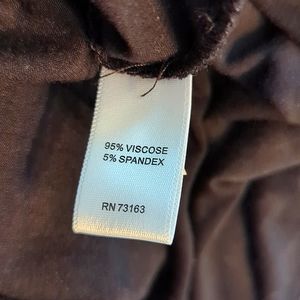 95% VISCOSE
5% SPANDEX
RN 73163